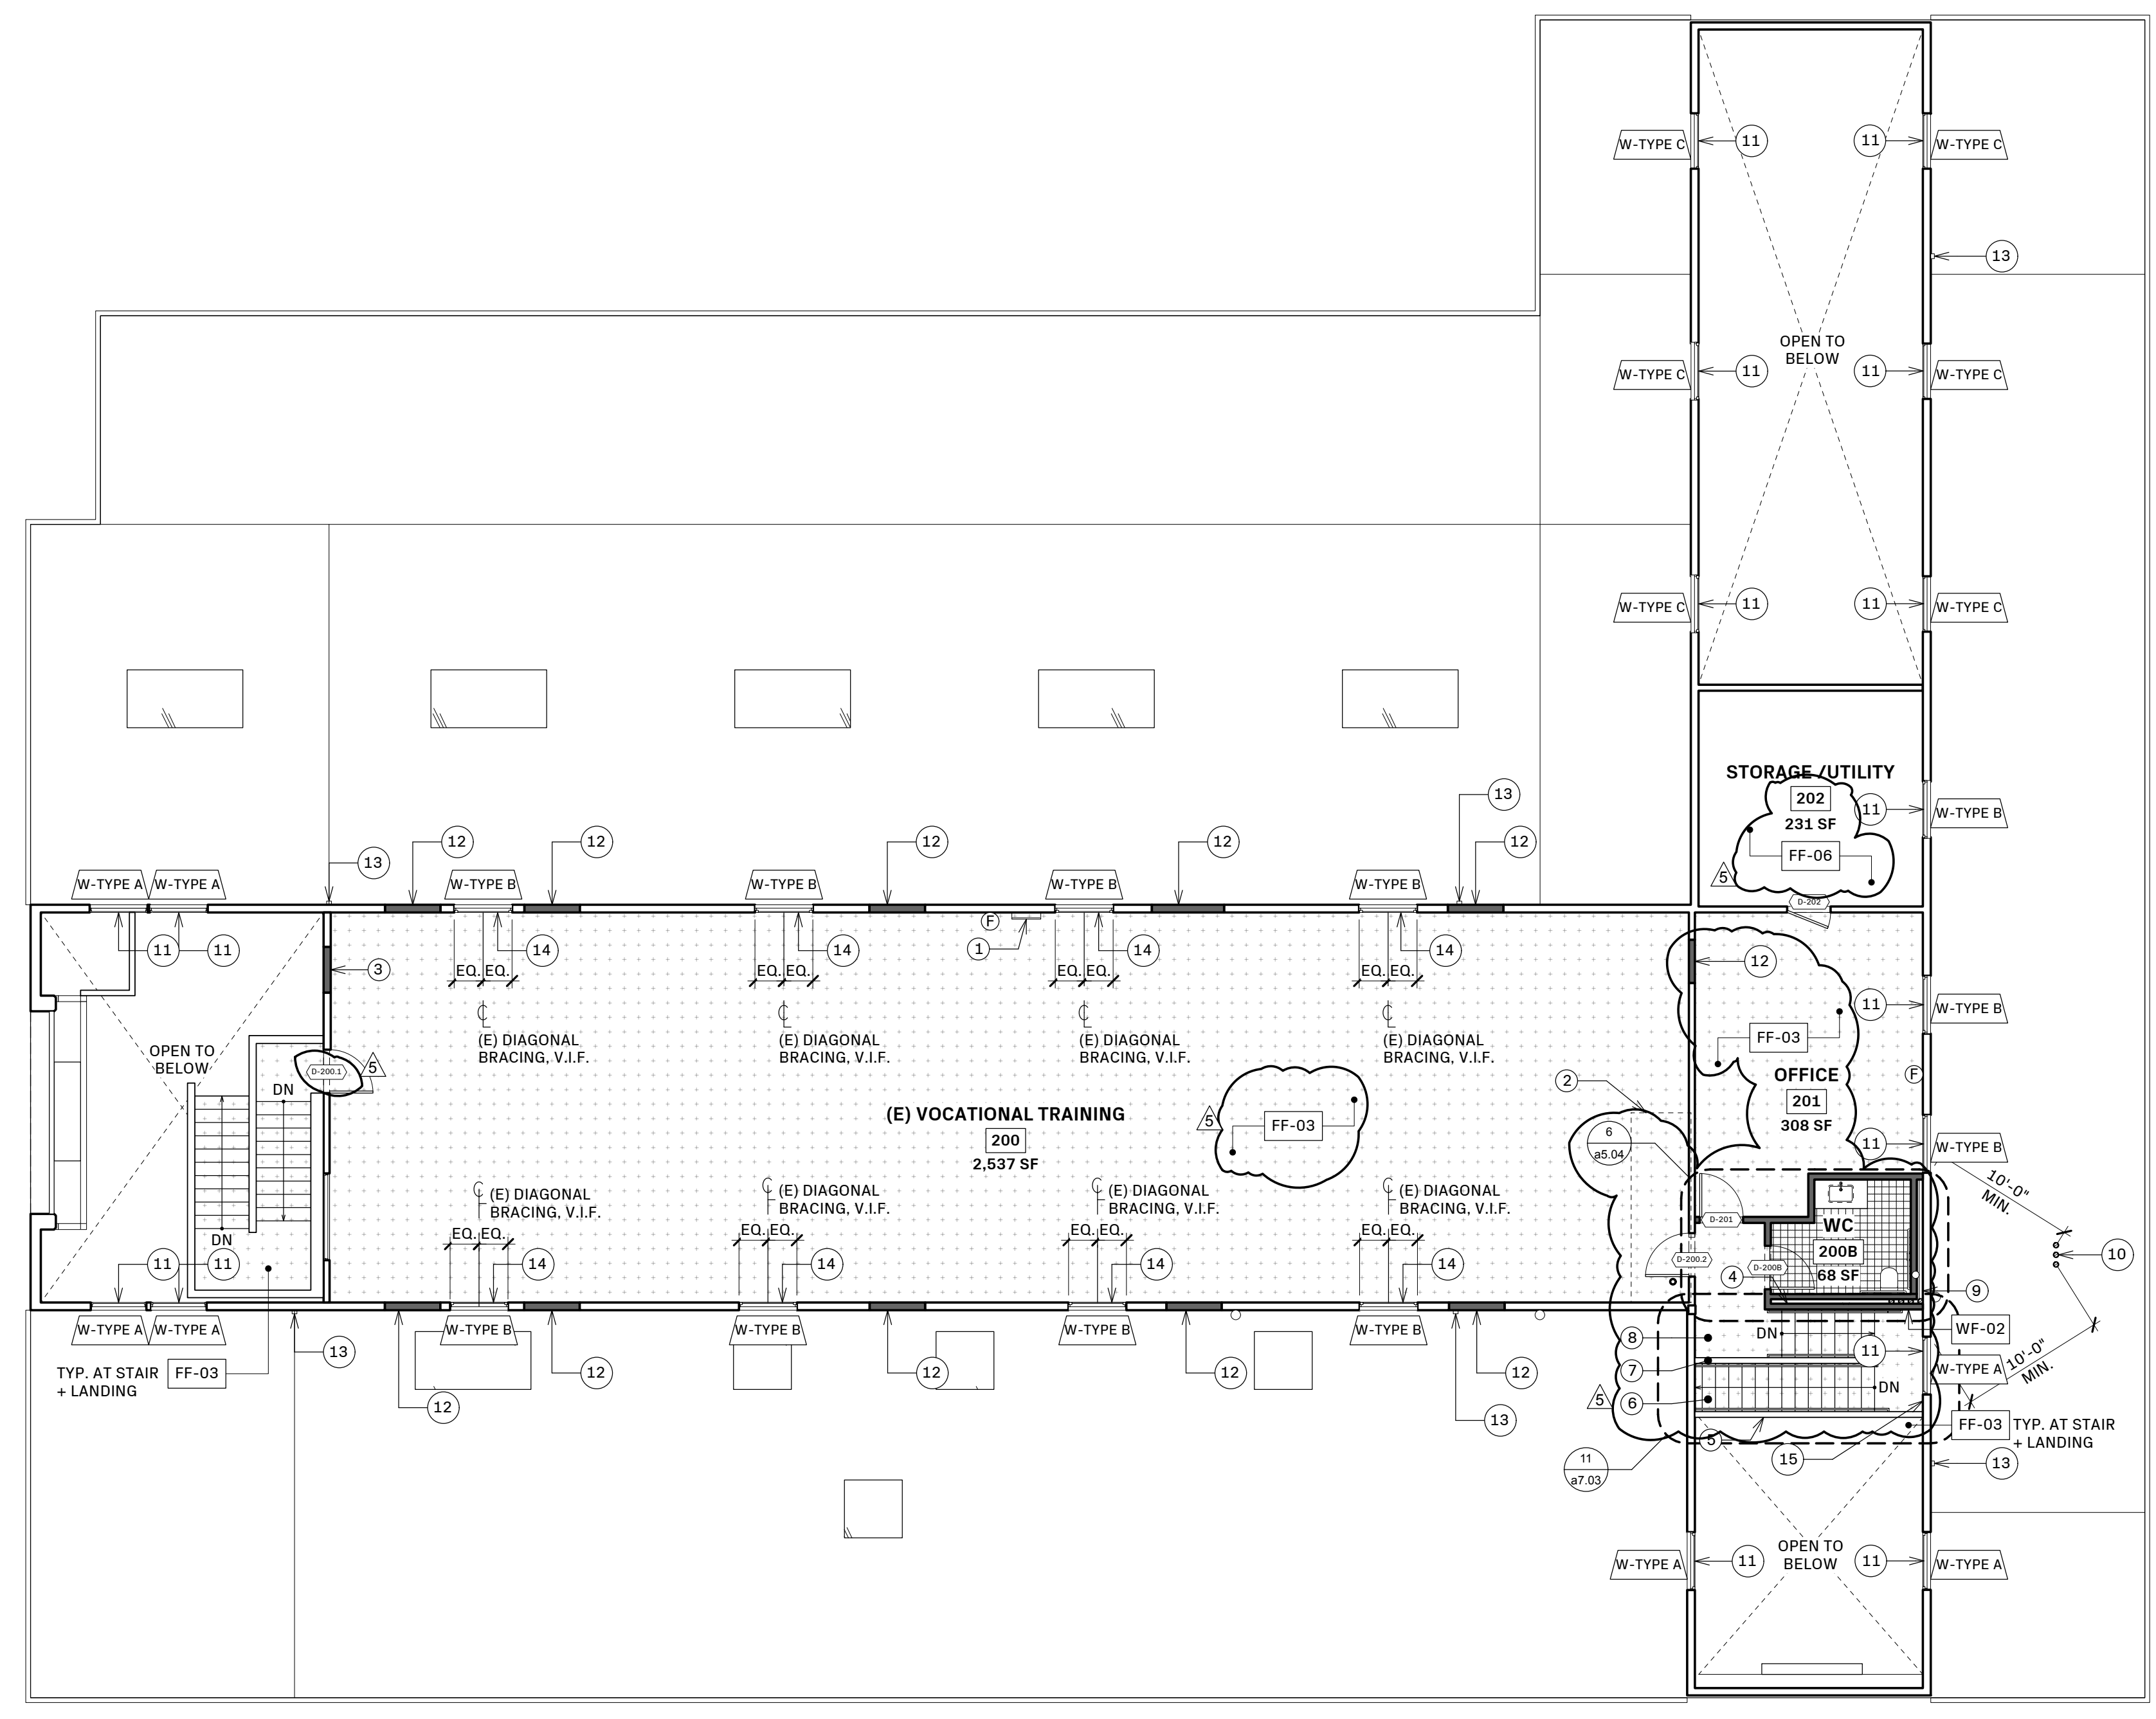 W-TYPE C
11
11
W-TYPE C
13
OPEN TO
BELOW
W-TYPE C
11
11
W-TYPE C
W-TYPE C
11
11
W-TYPE C
STORAGE /UTILITY
202
231 SF
11
W-TYPE B
FF-06
5
D-202
13
12
12
12
12
12
13
W-TYPE A
W-TYPE A
W-TYPE B
W-TYPE B
W-TYPE B
W-TYPE B
11
11
3
14
14
F
1
14
14
12
EQ.
EQ.
EQ.
EQ.
EQ.
EQ.
EQ.
EQ.
11
W-TYPE B
(E) DIAGONAL
BRACING, V.I.F.
(E) DIAGONAL
BRACING, V.I.F.
(E) DIAGONAL
BRACING, V.I.F.
(E) DIAGONAL
BRACING, V.I.F.
FF-03
OPEN TO
BELOW
D-200.1
5
DN
DN
2
OFFICE
201
308 SF
F
(E) VOCATIONAL TRAINING
200
2,537 SF
5
FF-03
6
a5.04
11
W-TYPE B
10'-0"
MIN.
(E) DIAGONAL
BRACING, V.I.F.
(E) DIAGONAL
BRACING, V.I.F.
(E) DIAGONAL
BRACING, V.I.F.
(E) DIAGONAL
BRACING, V.I.F.
EQ.
EQ.
EQ.
EQ.
EQ.
EQ.
EQ.
EQ.
D-201
WC
200B
68 SF
D-200.2
D-200B
4
10
9
11
11
14
14
14
14
W-TYPE A
W-TYPE A
W-TYPE B
W-TYPE B
W-TYPE B
W-TYPE B
8
DN
WF-02
13
TYP. AT STAIR
+ LANDING
FF-03
12
12
12
12
12
7
11
W-TYPE A
10'-0"
MIN.
6
DN
5
13
5
15
FF-03
TYP. AT STAIR
+ LANDING
13
11
a7.03
W-TYPE A
11
OPEN TO
BELOW
11
W-TYPE A